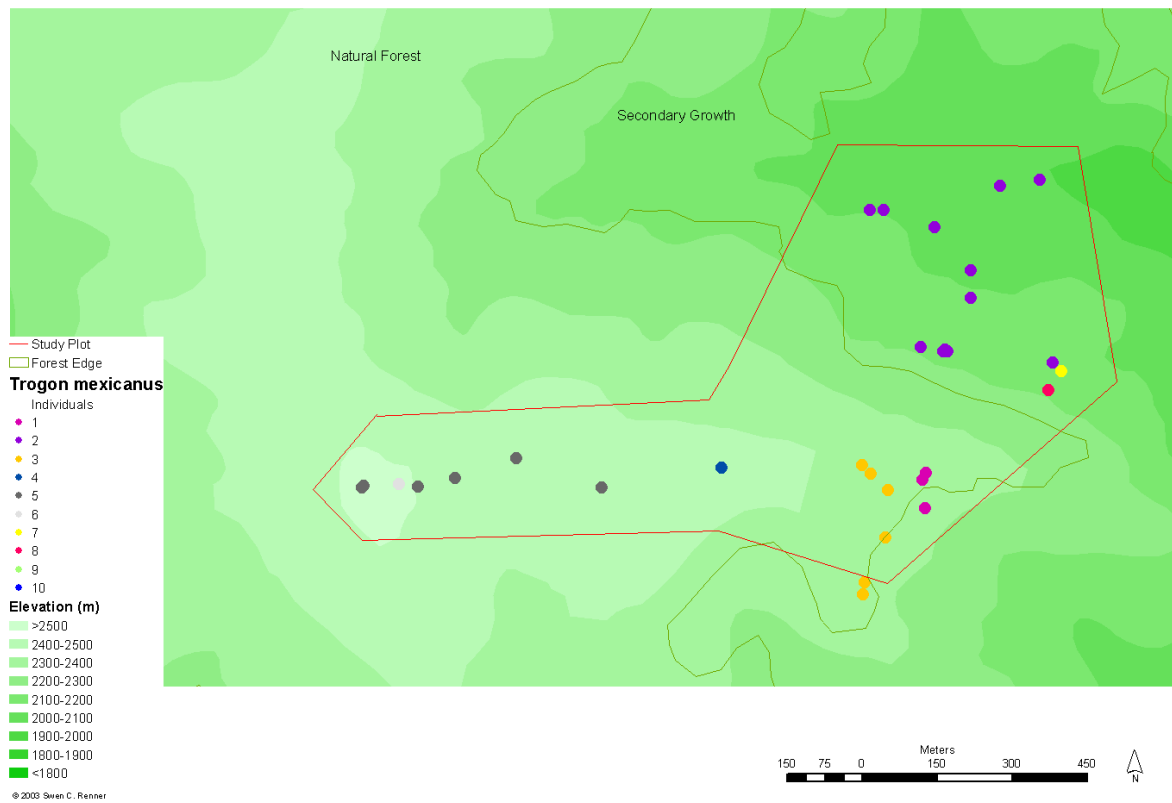 Natural Forest
Secondary Growth
Study Plot
Forest Edge
Trogon mexicanus
Individuals
1
2
3
4
5
6
7
8
9
10
Elevation (m)
>2500
2400-2500
2300-2400
2200-2300
2100-2200
2000-2100
1900-2000
1800-1900
<1800
© 2003 Swen C. Renner
Meters
150 75 0 150 300 450
N